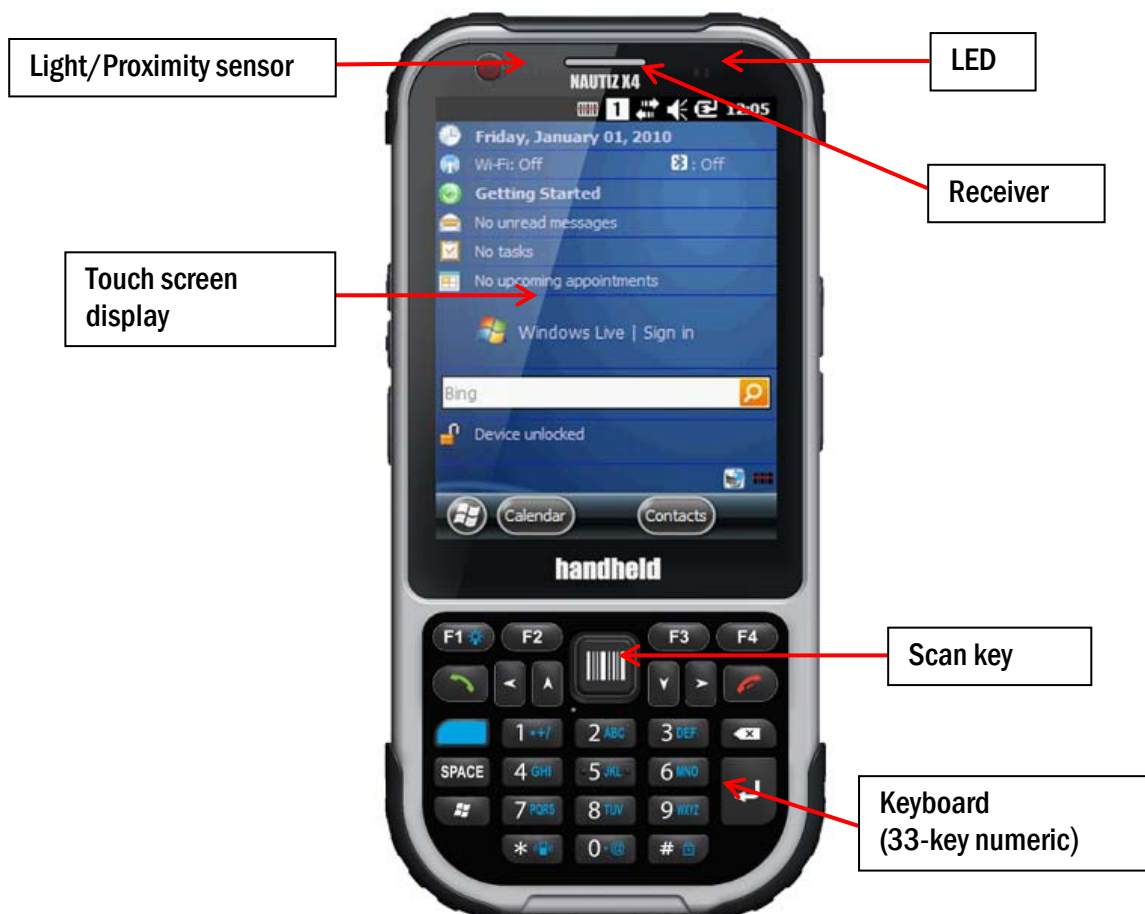 Light/Proximity sensor
LED
NAUTIZ X4
1 12:05
Friday, January 01, 2010
Wi-Fi: Off : Off
Receiver
Getting Started
No unread messages
No tasks
Touch screen
display
No upcoming appointments
Windows Live | Sign in
Bing
Device unlocked
Calendar Contacts
handheld
F1 F2 F3 F4
Scan key
< ∧ ∨ >
1 *+/ 2 ABC 3 DEF
SPACE 4 GHI 5 JKL 6 MNO
7 PQRS 8 TUV 9 WXYZ
Keyboard
(33-key numeric)
* 0 ·@ #